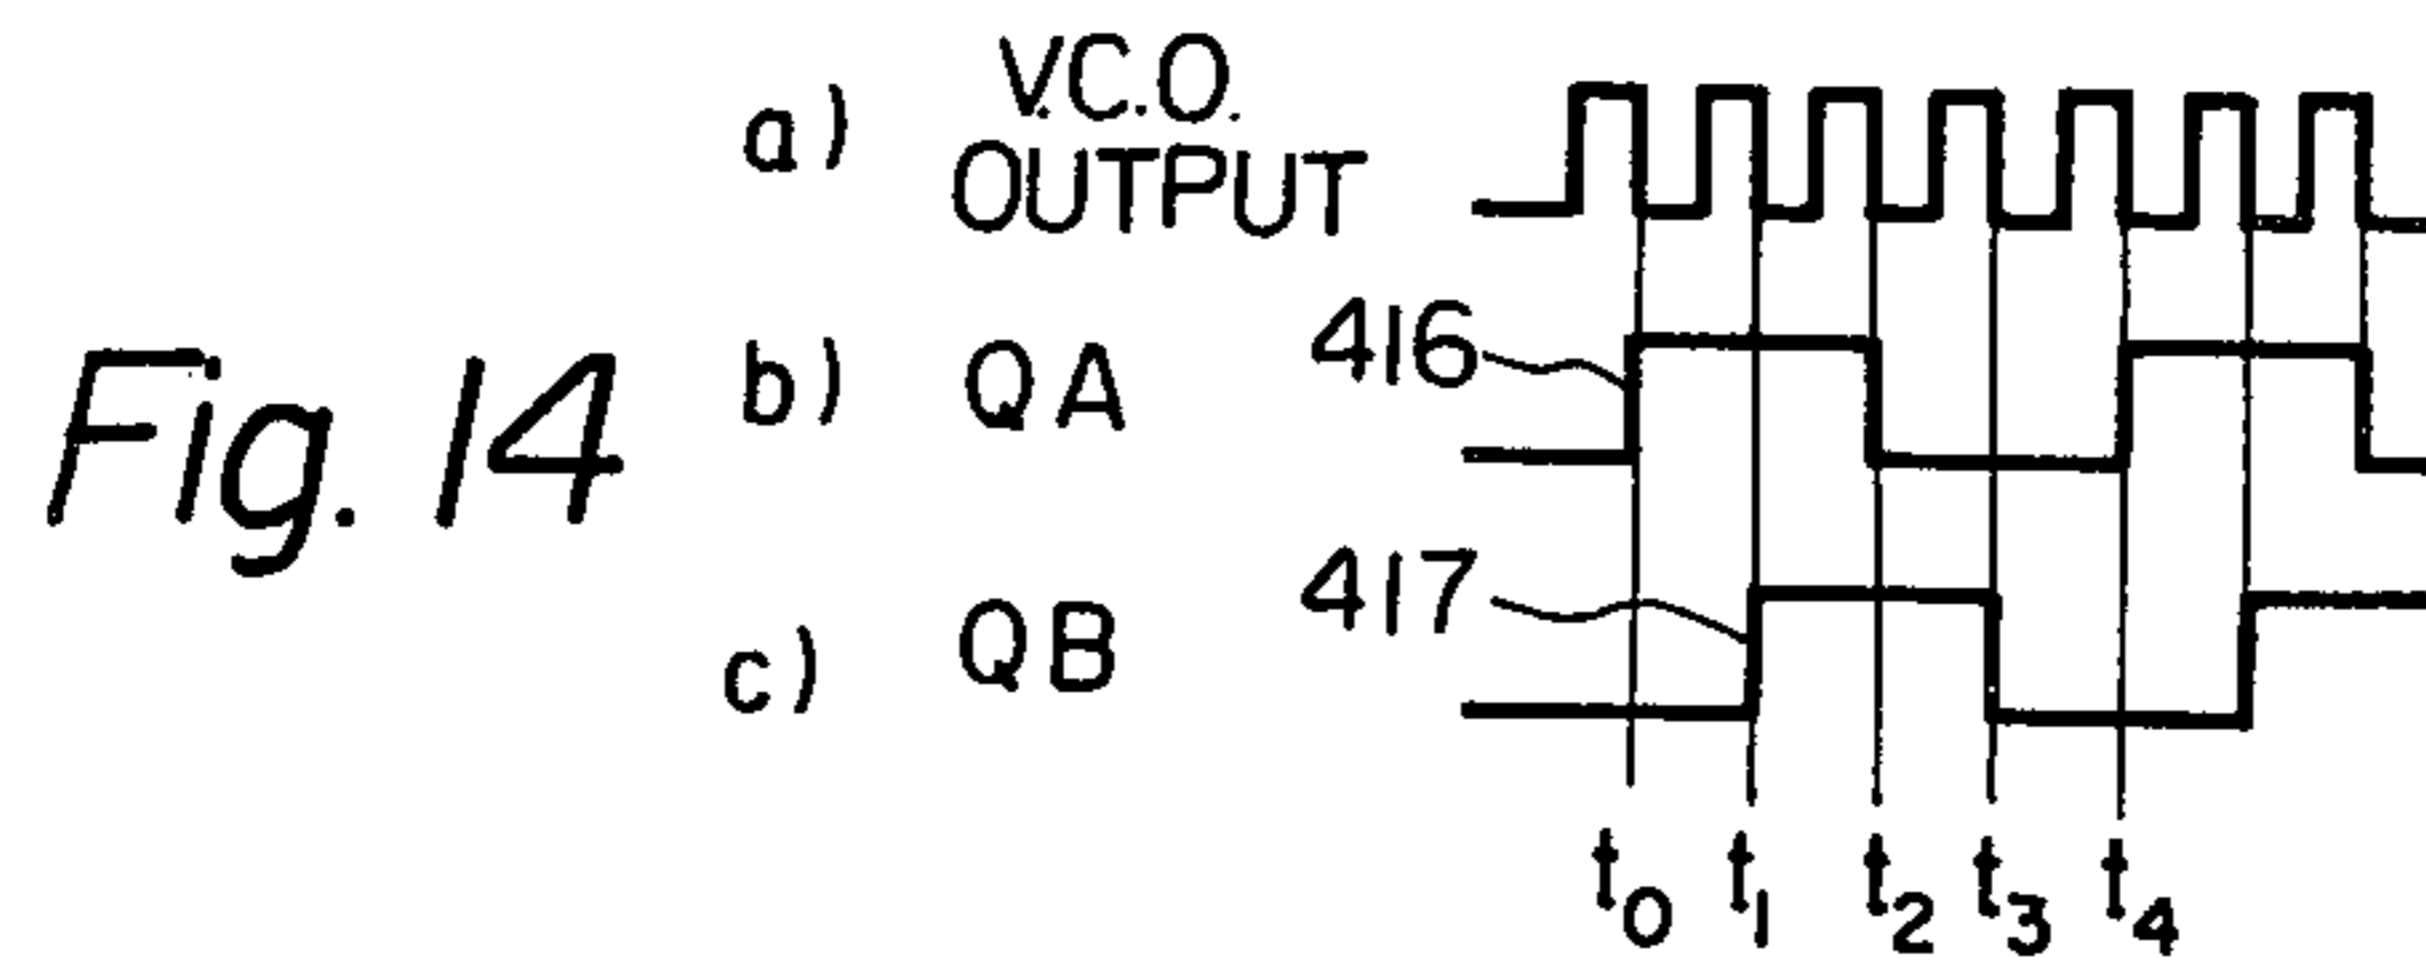 Fig. 14
a) V.C.O. OUTPUT
b) QA 416
c) QB 417
t0 t1 t2 t3 t4